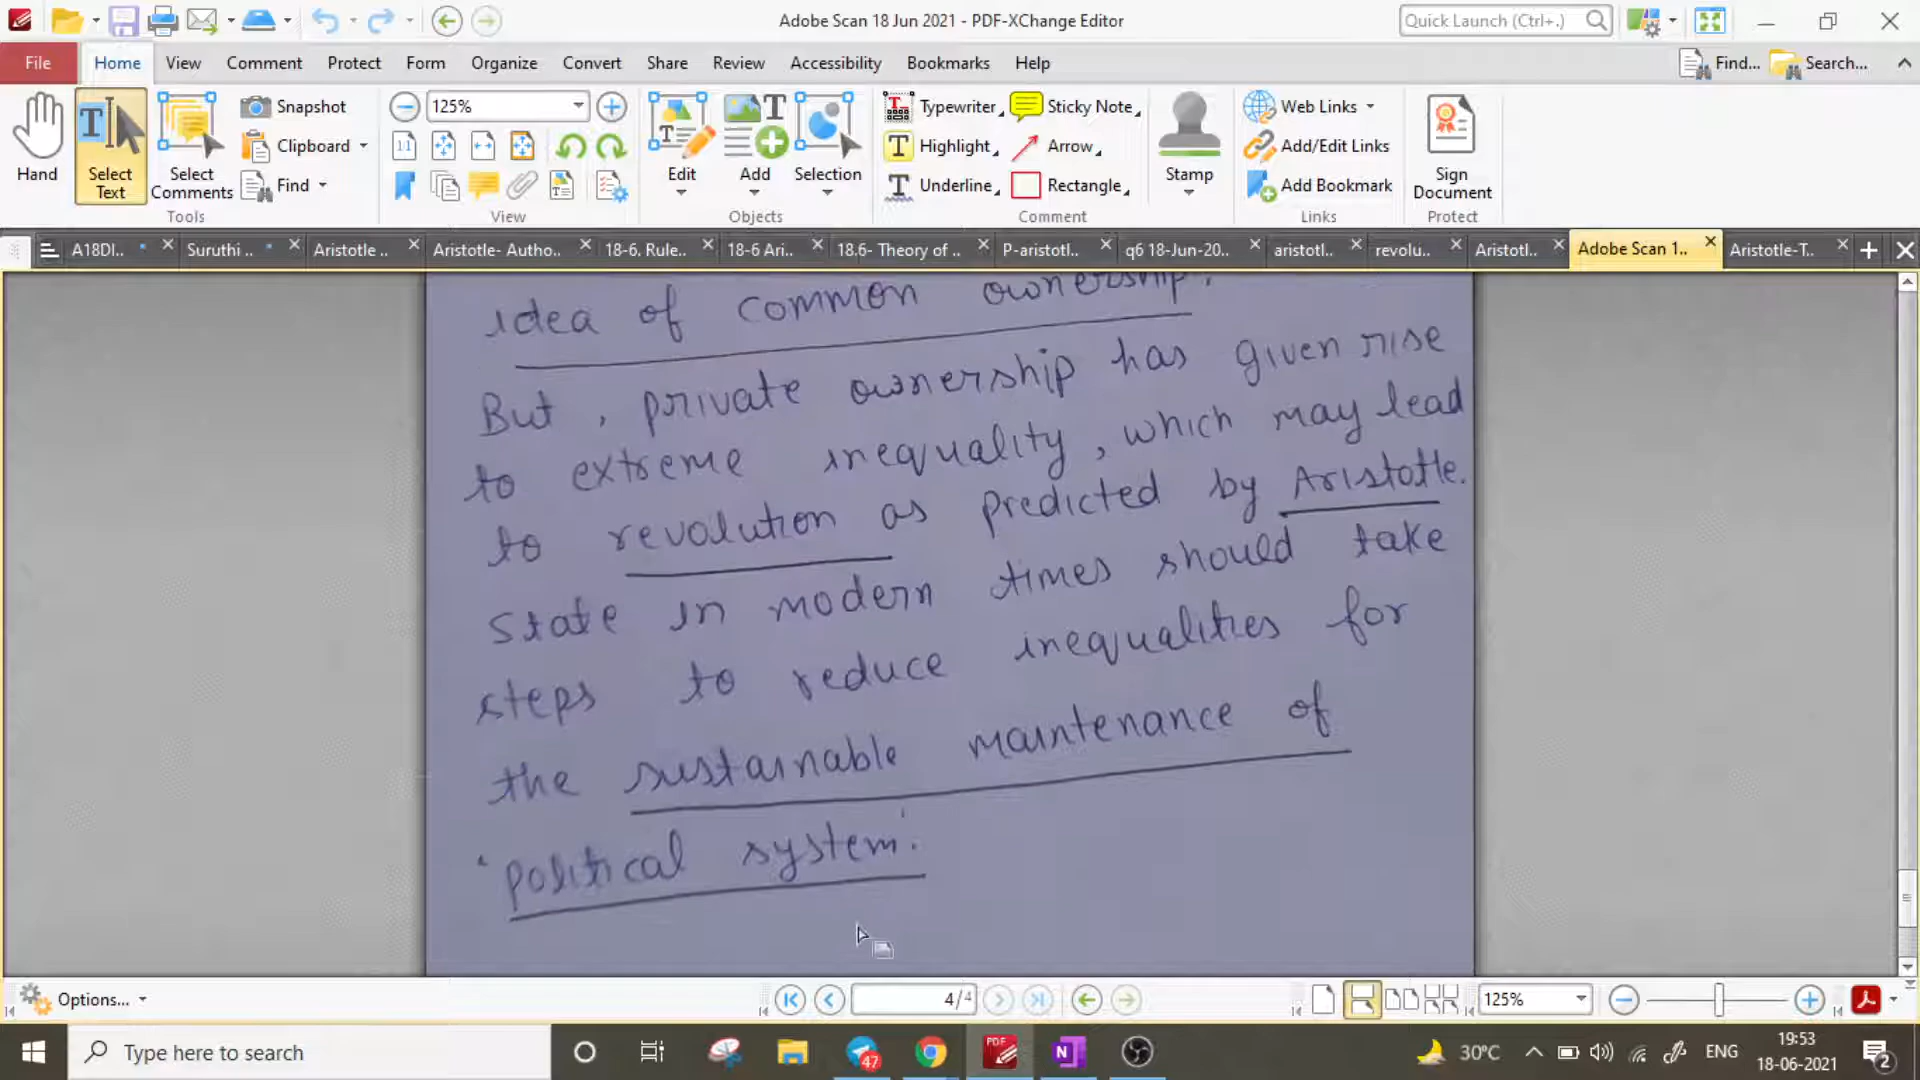 Adobe Scan 18 Jun 2021 - PDF-XChange Editor
Quick Launch (Ctrl+.)
File Home View Comment Protect Form Organize Convert Share Review Accessibility Bookmarks Help Find... Search...
Hand
Select Text
Select Comments
Snapshot
Clipboard
Find
Tools
125%
View
Edit
Add
Selection
Objects
Typewriter
Highlight
Underline
Sticky Note
Arrow
Rectangle
Comment
Stamp
Web Links
Add/Edit Links
Add Bookmark
Links
Sign Document
Protect
A18DI.. Suruthi .. Aristotle .. Aristotle- Autho.. 18-6. Rule.. 18-6 Ari.. 18.6- Theory of .. P-aristotl.. q6 18-Jun-20.. aristotl.. revolu.. Aristotl.. Adobe Scan 1.. Aristotle-T..
idea of common ownership.
But, private ownership has given rise
to extreme inequality, which may lead
to revolution as predicted by Aristotle.
State in modern times should take
steps to reduce inequalities for
the sustainable maintenance of
'political system'.
Options...
4/4
125%
Type here to search
47
30°C
ENG
19:53
18-06-2021
2